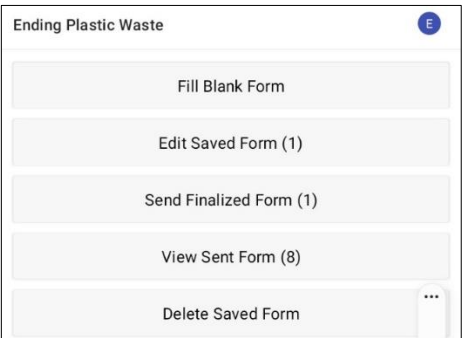 Ending Plastic Waste E
Fill Blank Form
Edit Saved Form (1)
Send Finalized Form (1)
View Sent Form (8)
Delete Saved Form